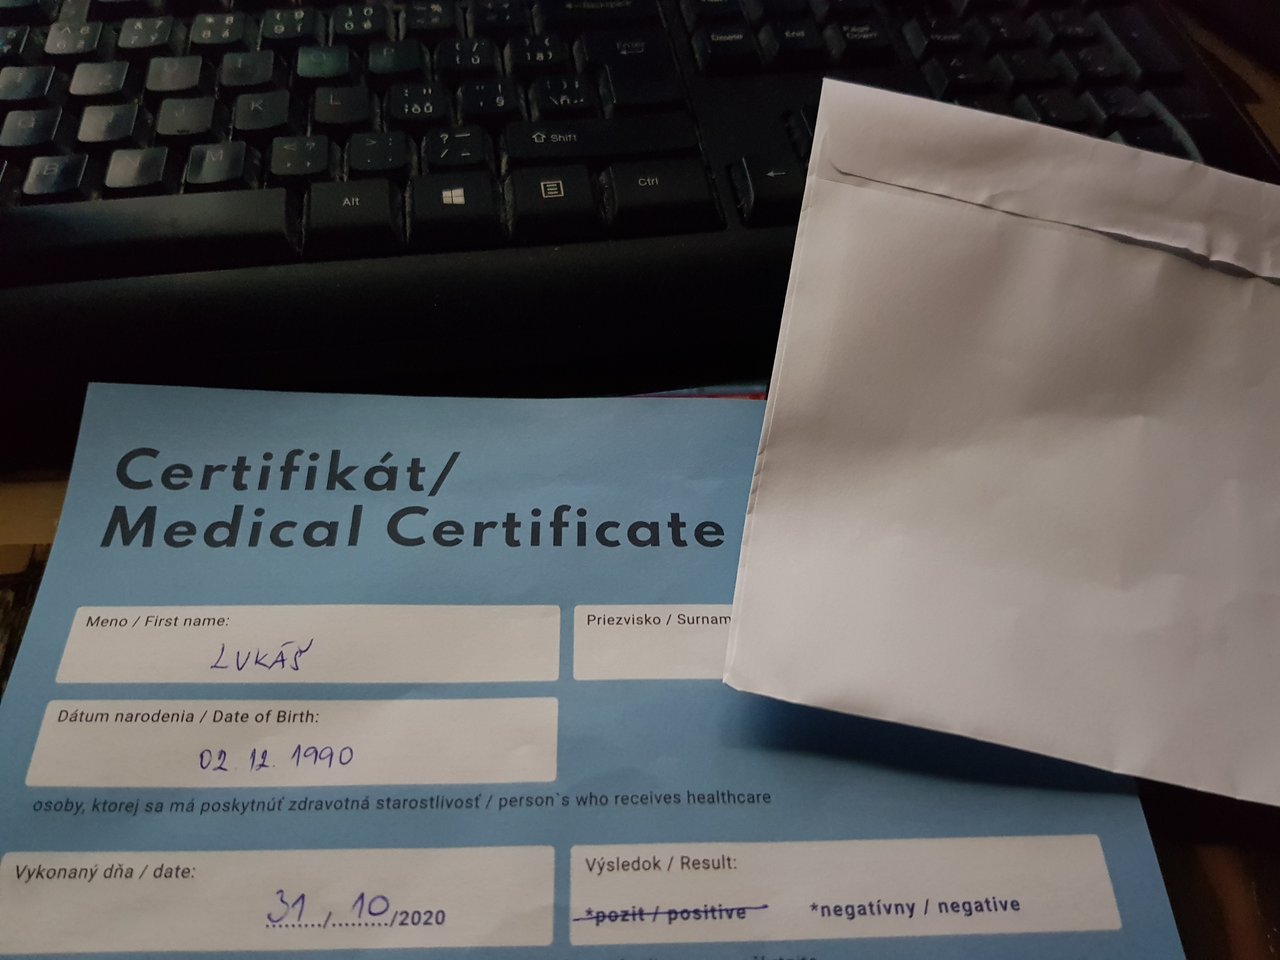 Alt
Shift
Ctrl
End
B N M
K L
Certifikát/
Medical Certificate
Meno / First name:
LUKÁŠ
Priezvisko / Surnam
Dátum narodenia / Date of Birth:
02. 12. 1990
osoby, ktorej sa má poskytnúť zdravotná starostlivosť / person`s who receives healthcare
Vykonaný dňa / date:
31 / 10 /2020
Výsledok / Result:
*pozit / positive *negatívny / negative